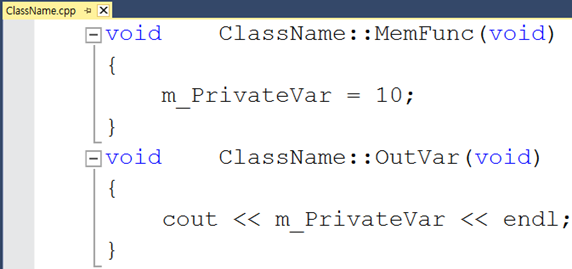 ClassName.cpp
void    ClassName::MemFunc(void)
{
    m_PrivateVar = 10;
}
void    ClassName::OutVar(void)
{
    cout << m_PrivateVar << endl;
}